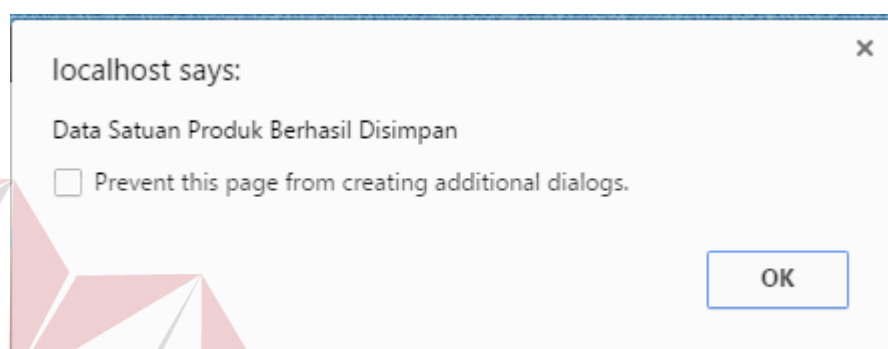 localhost says:
Data Satuan Produk Berhasil Disimpan
Prevent this page from creating additional dialogs.
OK